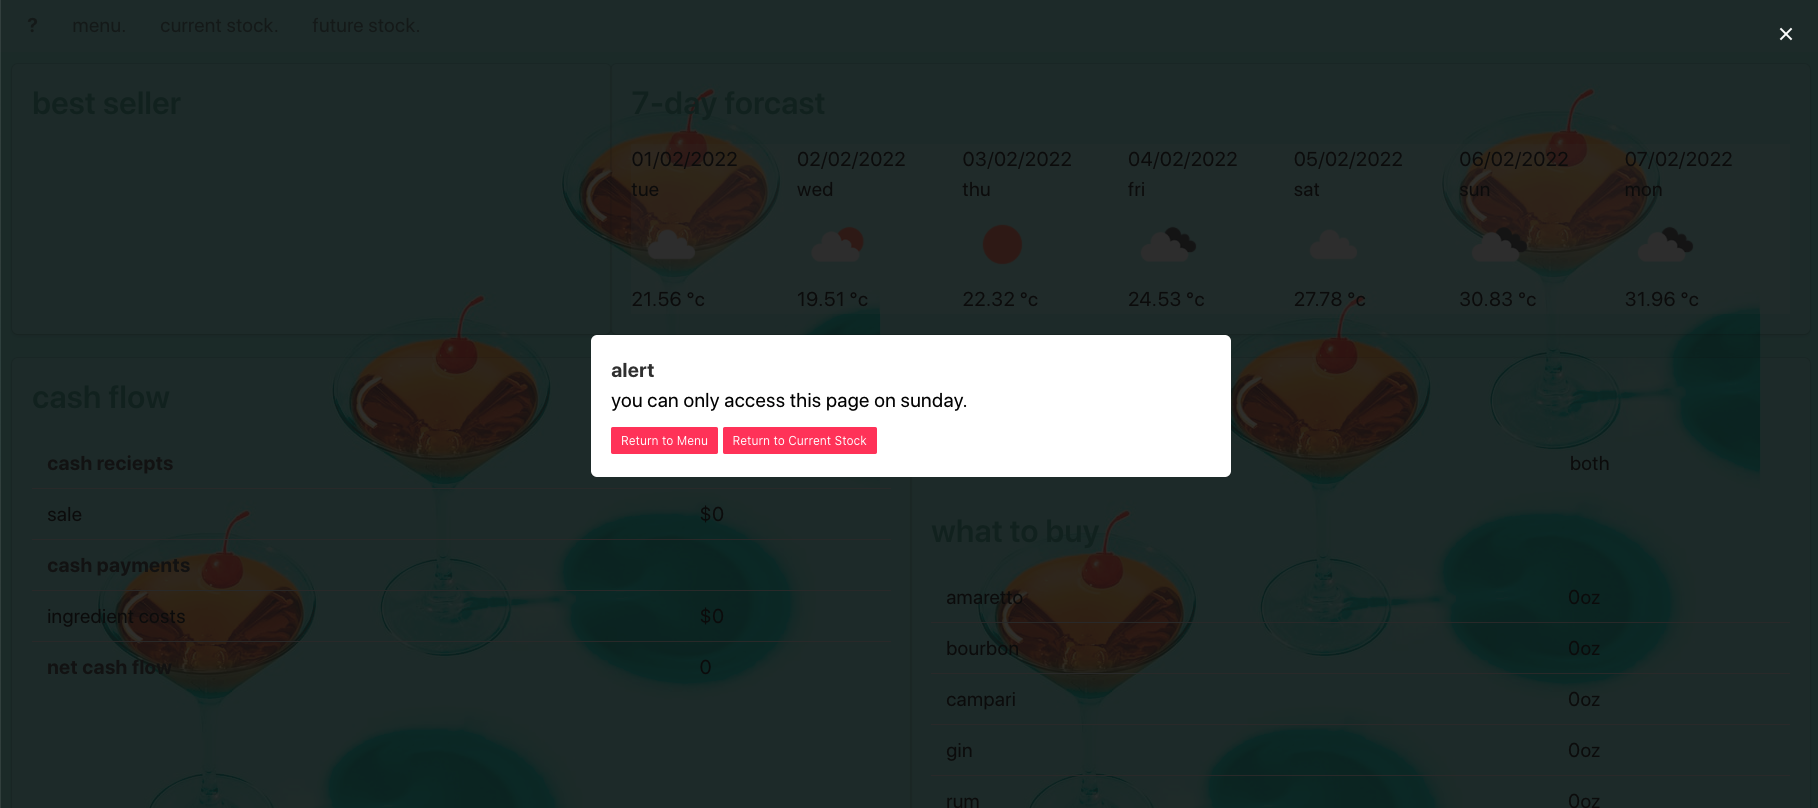 ? menu. current stock. future stock.
best seller
7-day forcast
01/02/2022 02/02/2022 03/02/2022 04/02/2022 05/02/2022 06/02/2022 07/02/2022
tue wed thu fri sat sun mon
21.56 °c 19.51 °c 22.32 °c 24.53 °c 27.78 °c 30.83 °c 31.96 °c
alert
you can only access this page on sunday.
Return to Menu Return to Current Stock
cash flow
cash reciepts
sale $0
cash payments
ingredient costs $0
net cash flow 0
both
what to buy
amaretto 0oz
bourbon 0oz
campari 0oz
gin 0oz
rum 0oz